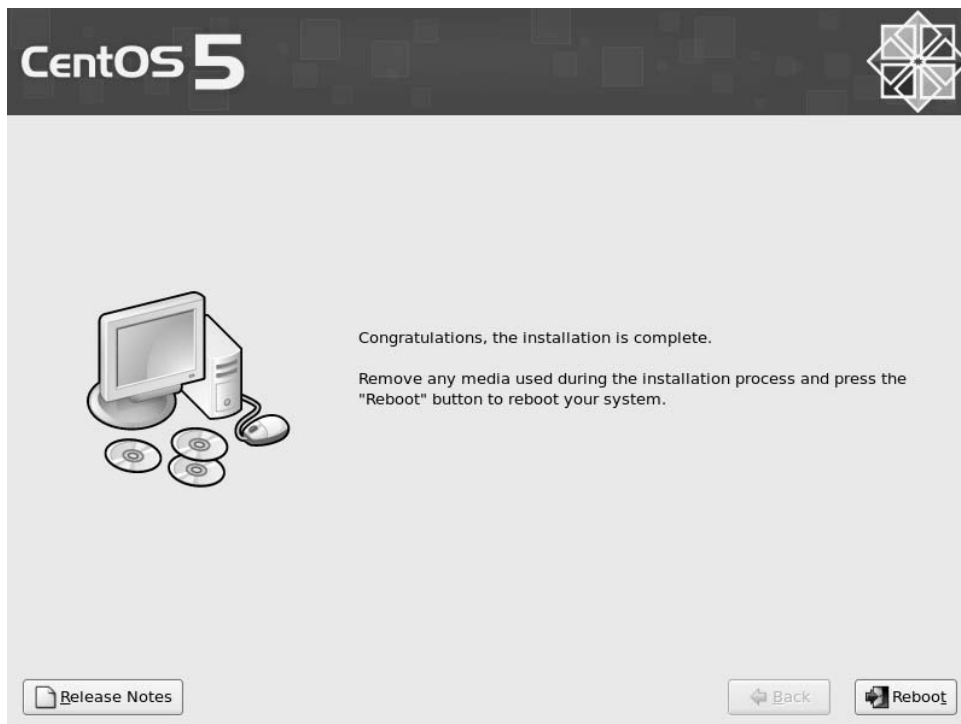 CentOS 5
Congratulations, the installation is complete.
Remove any media used during the installation process and press the
"Reboot" button to reboot your system.
Release Notes
Back
Reboot